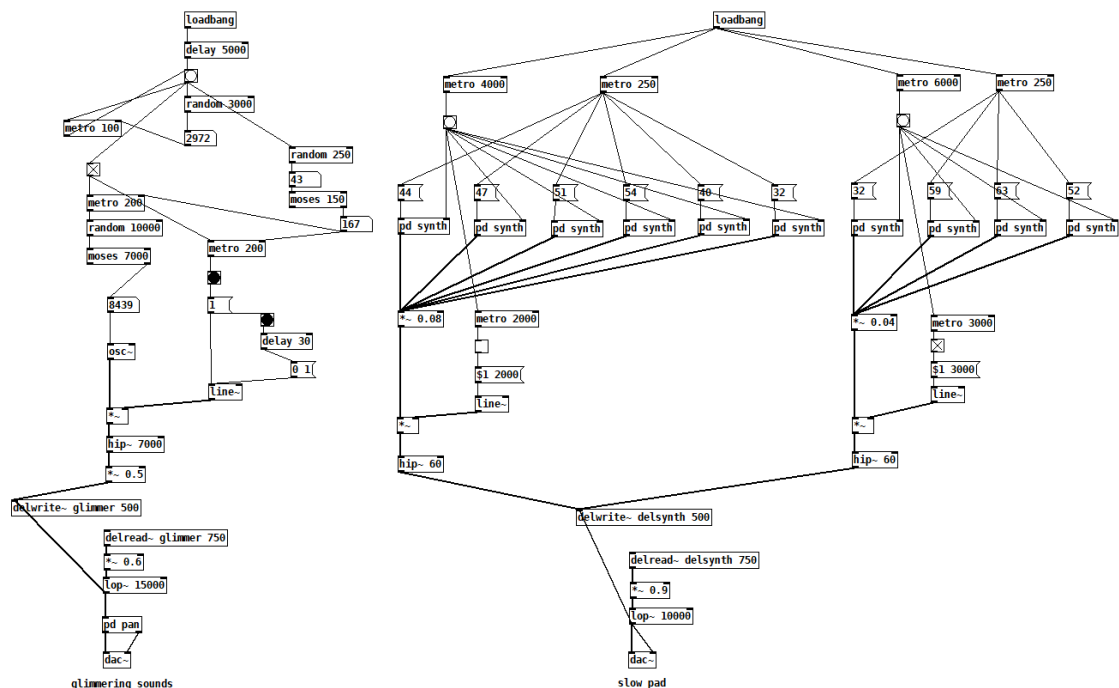 loadbang
delay 5000
random 3000
metro 100
2972
random 250
43
moses 150
metro 200
167
random 10000
metro 200
moses 7000
8439
1
delay 30
osc~
0 1
line~
*~
hip~ 7000
*~ 0.5
delwrite~ glimmer 500
delread~ glimmer 750
*~ 0.6
lop~ 15000
pd pan
dac~
glimmering sounds
loadbang
metro 4000
metro 250
metro 6000
metro 250
44
47
51
54
40
32
32
59
63
52
pd synth
pd synth
pd synth
pd synth
pd synth
pd synth
pd synth
pd synth
pd synth
pd synth
*~ 0.08
metro 2000
*~ 0.04
metro 3000
$1 2000
$1 3000
line~
line~
*~
*~
hip~ 60
hip~ 60
delwrite~ delsynth 500
delread~ delsynth 750
*~ 0.9
lop~ 10000
dac~
slow pad